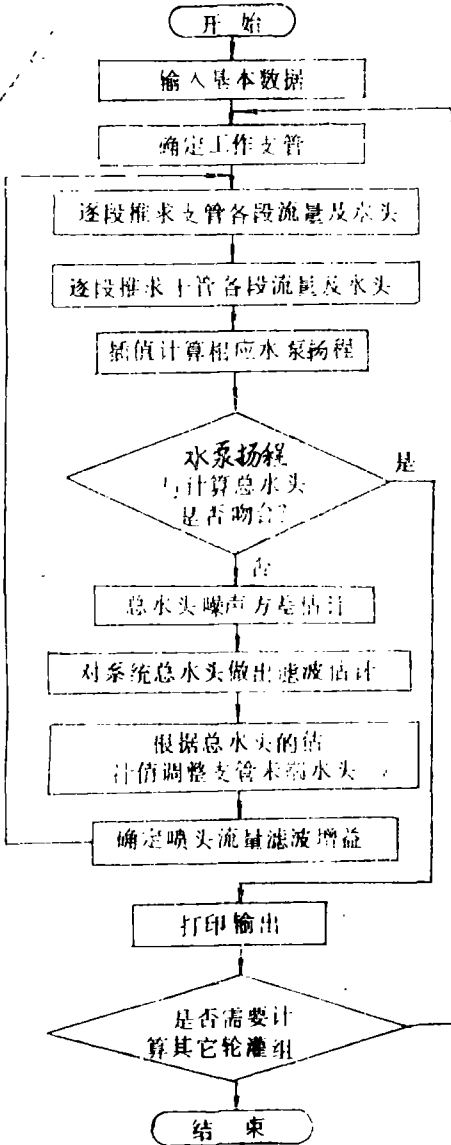 开始
输入基本数据
确定工作支管
逐段推求支管各段流量及水头
逐段推求干管各段流量及水头
插值计算相应水泵扬程
水泵扬程
与计算总水头
是否吻合?
是
否
总水头噪声方差估计
对系统总水头做出滤波估计
根据总水头的估
计值调整支管末端水头
确定喷头流量滤波增益
打印输出
是否需要计
算其它轮灌组
结束